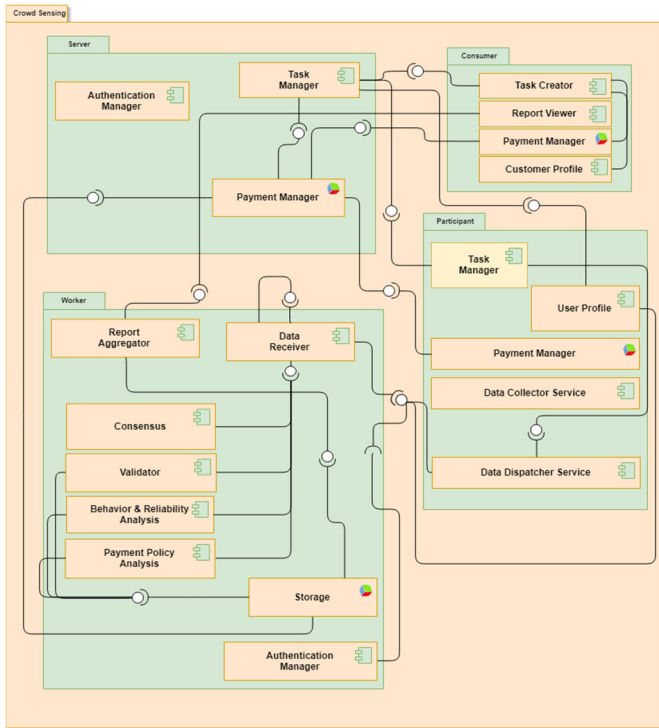 Crowd Sensing
Server
Consumer
Task
Manager
Authentication
Manager
Task Creator
Report Viewer
Payment Manager
Customer Profile
Payment Manager
Participant
Task
Manager
User Profile
Worker
Report
Aggregator
Data
Receiver
Payment Manager
Data Collector Service
Consensus
Validator
Data Dispatcher Service
Behavior & Reliability
Analysis
Payment Policy
Analysis
Storage
Authentication
Manager